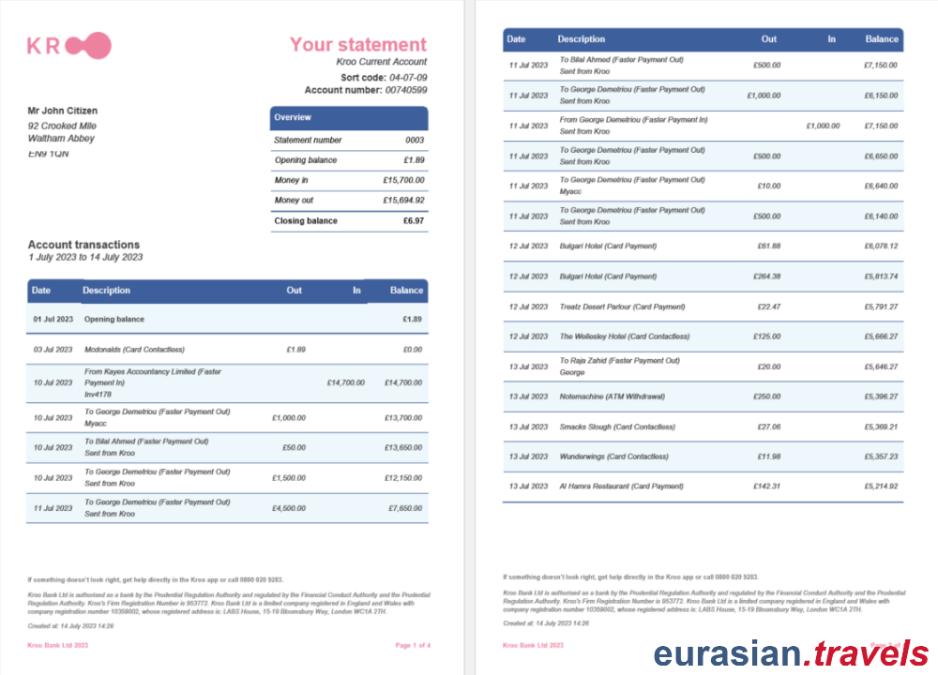 KR
Your statement
Kroo Current Account
Sort code: 04-07-09
Account number: 00740599
Mr John Citizen
92 Crooked Mile
Waltham Abbey
EN9 1QN
Overview
Statement number 0003
Opening balance £1.89
Money in £15,700.00
Money out £15,694.92
Closing balance £6.97
Account transactions
1 July 2023 to 14 July 2023
Date Description Out In Balance
01 Jul 2023 Opening balance £1.89
03 Jul 2023 Mcdonalds (Card Contactless) £1.89 £0.00
From Kayes Accountancy Limited (Faster
10 Jul 2023 Payment In) £14,700.00 £14,700.00
Inv4178
10 Jul 2023 To George Demetriou (Faster Payment Out) £1,000.00 £13,700.00
Myacc
10 Jul 2023 To Bilal Ahmed (Faster Payment Out) £50.00 £13,650.00
Sent from Kroo
10 Jul 2023 To George Demetriou (Faster Payment Out) £1,500.00 £12,150.00
Sent from Kroo
11 Jul 2023 To George Demetriou (Faster Payment Out) £4,500.00 £7,650.00
Sent from Kroo
If something doesn't look right, get help directly in the Kroo app or call 0800 020 9283.
Kroo Bank Ltd is authorised as a bank by the Prudential Regulation Authority and regulated by the Financial Conduct Authority and the Prudential
Regulation Authority. Kroo's Firm Registration Number is 953772. Kroo Bank Ltd is a limited company registered in England and Wales with
company registration number 10359002, whose registered address is: LABS House, 15-19 Bloomsbury Way, London WC1A 2TH.
Created at: 14 July 2023 14:26
Kroo Bank Ltd 2023 Page 1 of 4
Date Description Out In Balance
11 Jul 2023 To Bilal Ahmed (Faster Payment Out) £500.00 £7,150.00
Sent from Kroo
11 Jul 2023 To George Demetriou (Faster Payment Out) £1,000.00 £6,150.00
Sent from Kroo
11 Jul 2023 From George Demetriou (Faster Payment In) £1,000.00 £7,150.00
Sent from Kroo
11 Jul 2023 To George Demetriou (Faster Payment Out) £500.00 £6,650.00
Sent from Kroo
11 Jul 2023 To George Demetriou (Faster Payment Out) £10.00 £6,640.00
Myacc
11 Jul 2023 To George Demetriou (Faster Payment Out) £500.00 £6,140.00
Sent from Kroo
12 Jul 2023 Bulgari Hotel (Card Payment) £61.88 £6,078.12
12 Jul 2023 Bulgari Hotel (Card Payment) £264.38 £5,813.74
12 Jul 2023 Treatz Desert Parlour (Card Payment) £22.47 £5,791.27
12 Jul 2023 The Wellesley Hotel (Card Contactless) £125.00 £5,666.27
13 Jul 2023 To Raja Zahid (Faster Payment Out) £20.00 £5,646.27
George
13 Jul 2023 Notemachine (ATM Withdrawal) £250.00 £5,396.27
13 Jul 2023 Smacks Slough (Card Contactless) £27.06 £5,369.21
13 Jul 2023 Wunderwings (Card Contactless) £11.98 £5,357.23
13 Jul 2023 Al Hamra Restaurant (Card Payment) £142.31 £5,214.92
If something doesn't look right, get help directly in the Kroo app or call 0800 020 9283.
Kroo Bank Ltd is authorised as a bank by the Prudential Regulation Authority and regulated by the Financial Conduct Authority and the Prudential
Regulation Authority. Kroo's Firm Registration Number is 953772. Kroo Bank Ltd is a limited company registered in England and Wales with
company registration number 10359002, whose registered address is: LABS House, 15-19 Bloomsbury Way, London WC1A 2TH.
Created at: 14 July 2023 14:26
Kroo Bank Ltd 2023
eurasian.travels